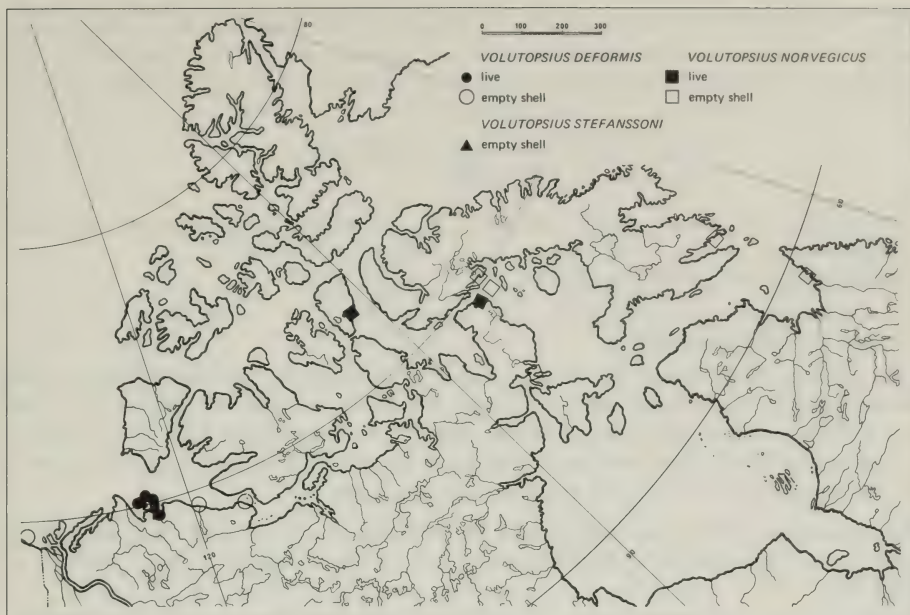 0 100 200 300
VOLUTOPSIUS DEFORMIS
live
empty shell
VOLUTOPSIUS STEFANSSONI
empty shell
VOLUTOPSIUS NORVEGICUS
live
empty shell
80
60
120
90